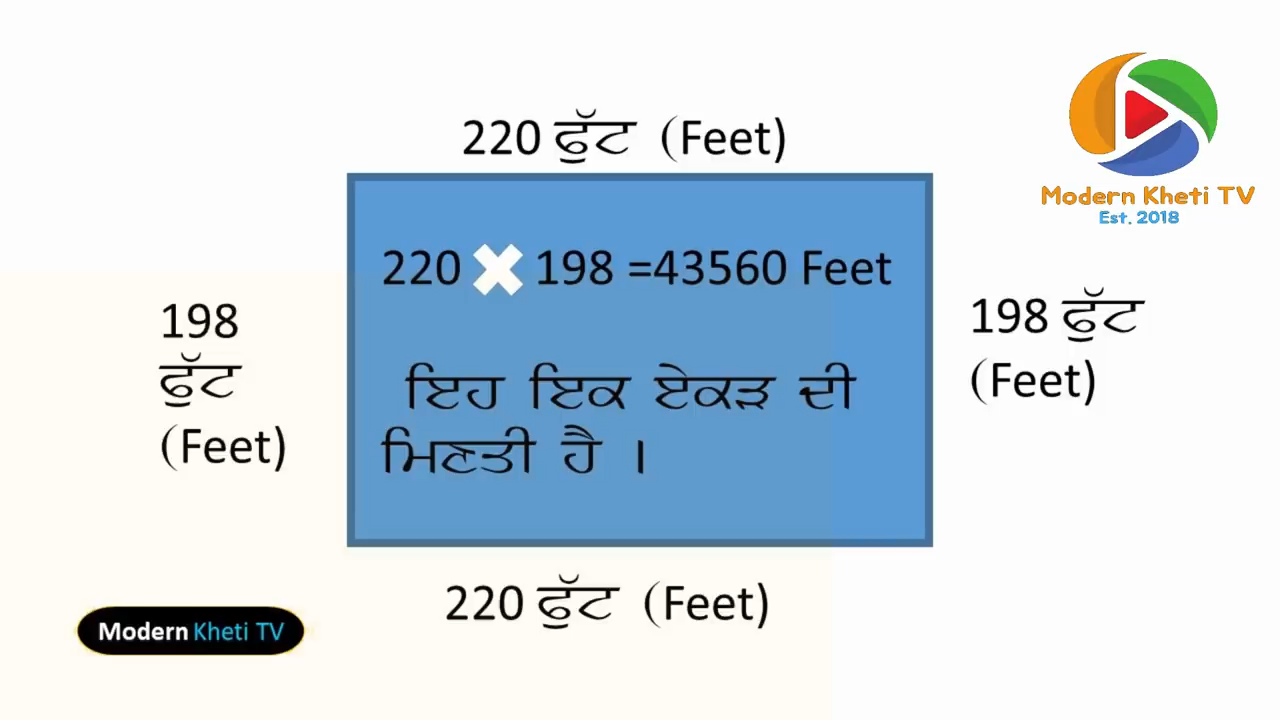 220 ਫੁੱਟ (Feet)
Modern Kheti TV
Est. 2018
220 ✖ 198 =43560 Feet
198
ਫੁੱਟ
(Feet)
198 ਫੁੱਟ
(Feet)
ਇਹ ਇਕ ਏਕੜ ਦੀ
ਮਿਣਤੀ ਹੈ ।
220 ਫੁੱਟ (Feet)
Modern Kheti TV